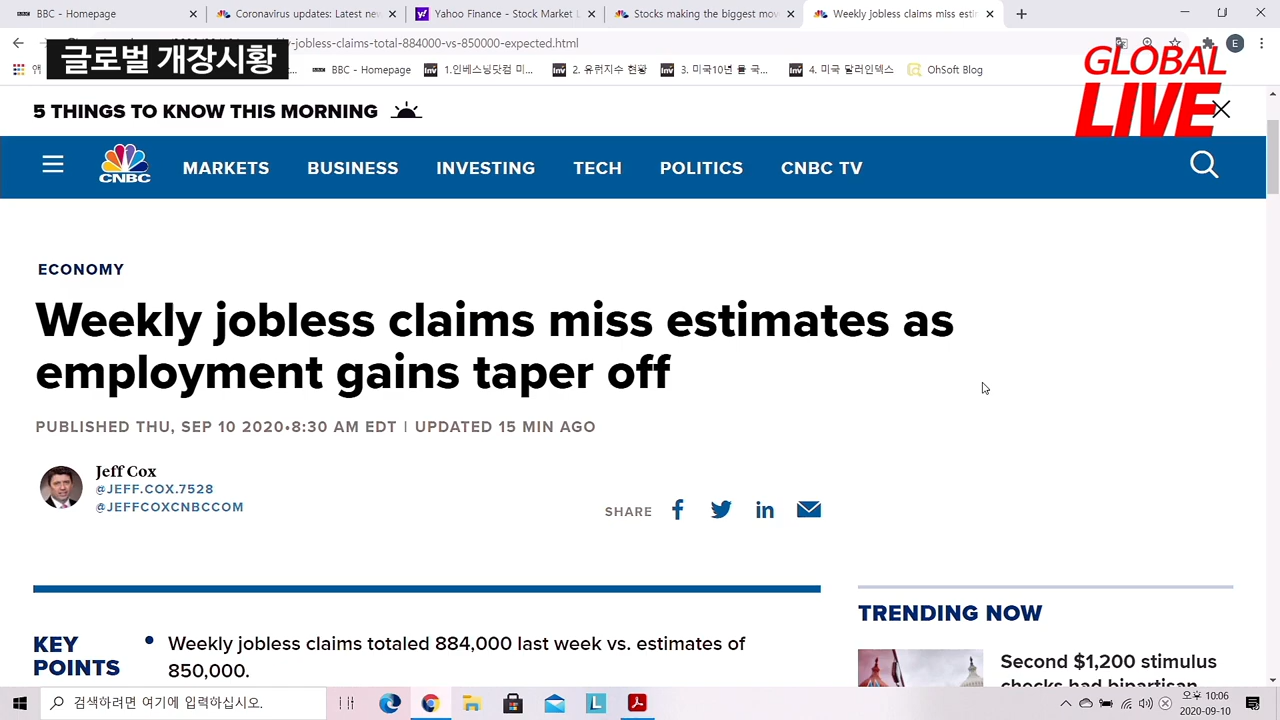 BBC - Homepage
Coronavirus updates: Latest new
Yahoo Finance - Stock Market L
Stocks making the biggest mov
Weekly jobless claims miss estim
-jobless-claims-total-884000-vs-850000-expected.html
E
글로벌 개장시황
GLOBAL
LIVE
BBC - Homepage
1.인베스팅닷컴 미...
2. 유럽지수 현황
3. 미국10년 물 국...
4. 미국 달러인덱스
OhSoft Blog
5 THINGS TO KNOW THIS MORNING
CNBC
MARKETS
BUSINESS
INVESTING
TECH
POLITICS
CNBC TV
ECONOMY
Weekly jobless claims miss estimates as
employment gains taper off
PUBLISHED THU, SEP 10 2020•8:30 AM EDT | UPDATED 15 MIN AGO
Jeff Cox
@JEFF.COX.7528
@JEFFCOXCNBCCOM
SHARE
KEY
POINTS
Weekly jobless claims totaled 884,000 last week vs. estimates of
850,000.
TRENDING NOW
Second $1,200 stimulus
checks had bipartisan
검색하려면 여기에 입력하십시오.
오후 10:06
2020-09-10